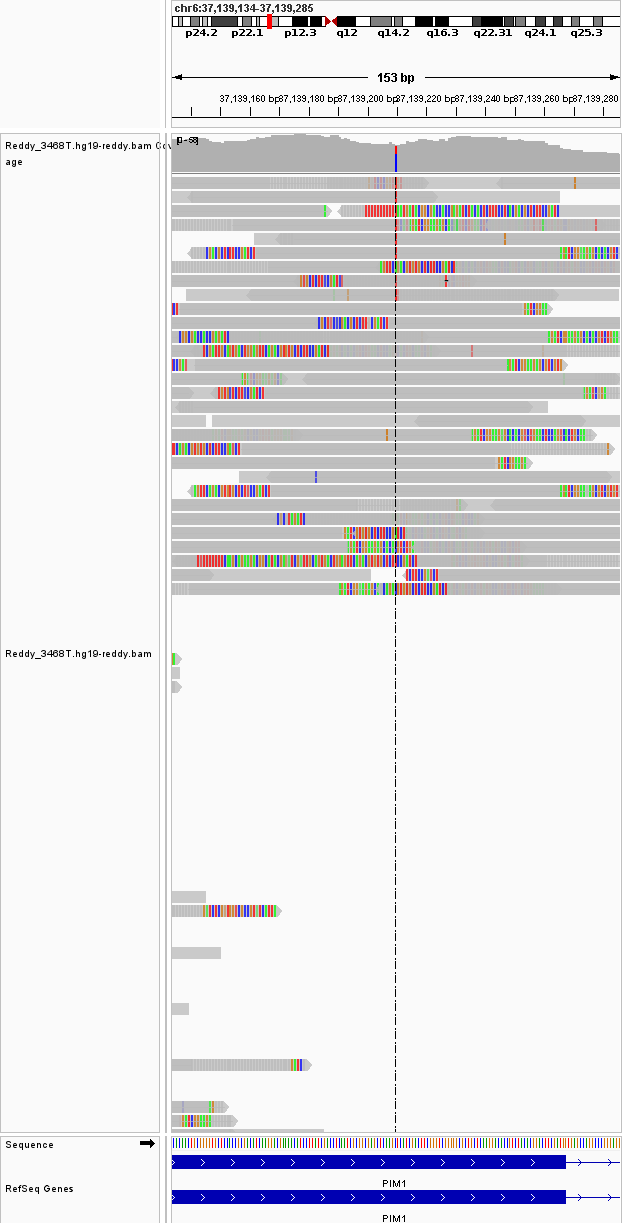 chr6:37,139,134-37,139,285
p24.2 p22.1 p12.3 q12 q14.2 q16.3 q22.31 q24.1 q25.3
153 bp
37,139,160 bp 37,139,180 bp 37,139,200 bp 37,139,220 bp 37,139,240 bp 37,139,260 bp 37,139,280
Reddy_3468T.hg19-reddy.bam Cov
age
Reddy_3468T.hg19-reddy.bam
Sequence
PIM1
RefSeq Genes
PIM1